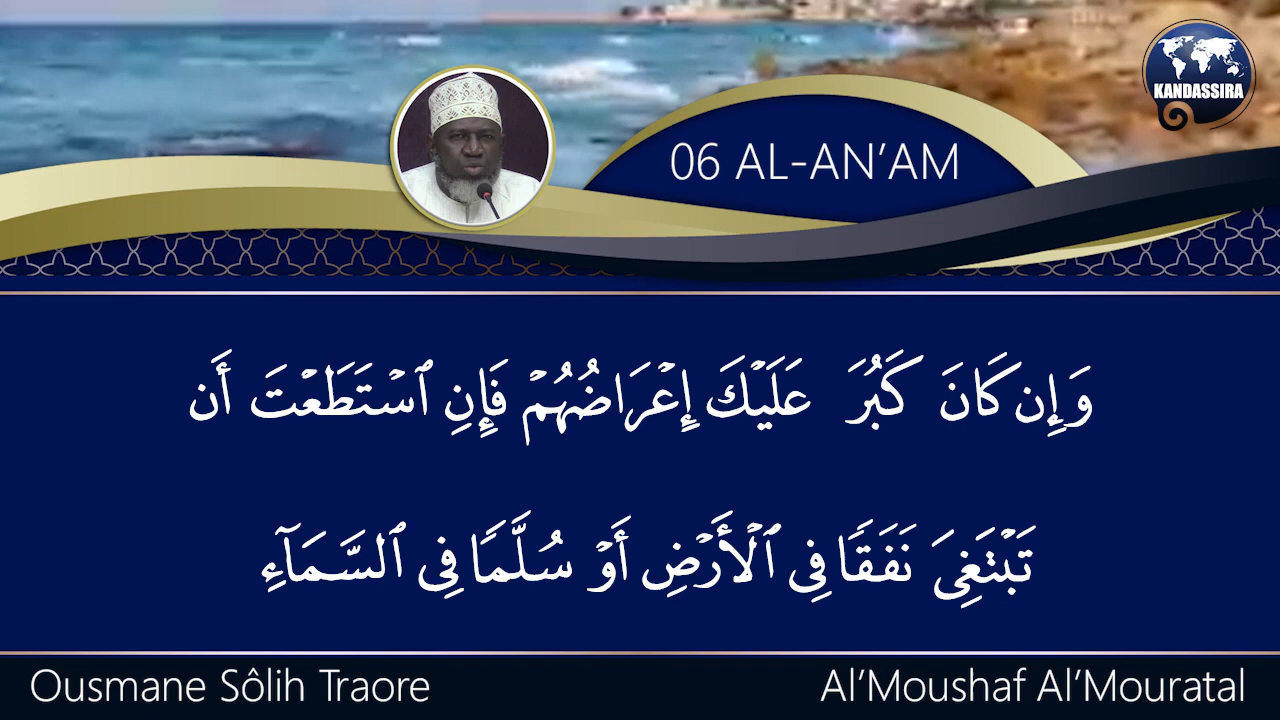 KANDASSIRA
06 AL-AN’AM
وَإِن كَانَ كَبُرَ عَلَيْكَ إِعْرَاضُهُمْ فَإِنِ ٱسْتَطَعْتَ أَن
تَبْتَغِىَ نَفَقًا فِى ٱلْأَرْضِ أَوْ سُلَّمًا فِى ٱلسَّمَآءِ
Ousmane Sôlih Traore
Al’Moushaf Al’Mouratal